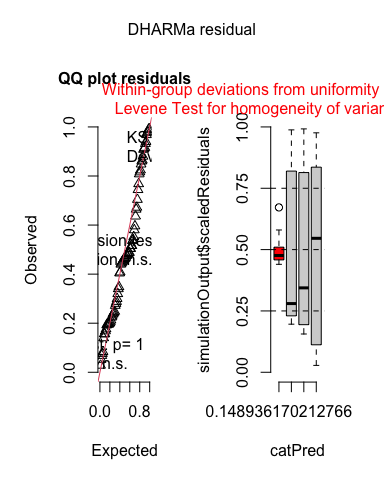 DHARMa residual
QQ plot residuals
Within-group deviations from uniformity
Levene Test for homogeneity of varian
KS
p= 1
n.s.
n.s.
Observed
0.0 0.2 0.4 0.6 0.8 1.0
0.0 0.8
Expected
simulationOutput$scaledResiduals
0.00 0.25 0.50 0.75 1.00
0.148936170212766
catPred